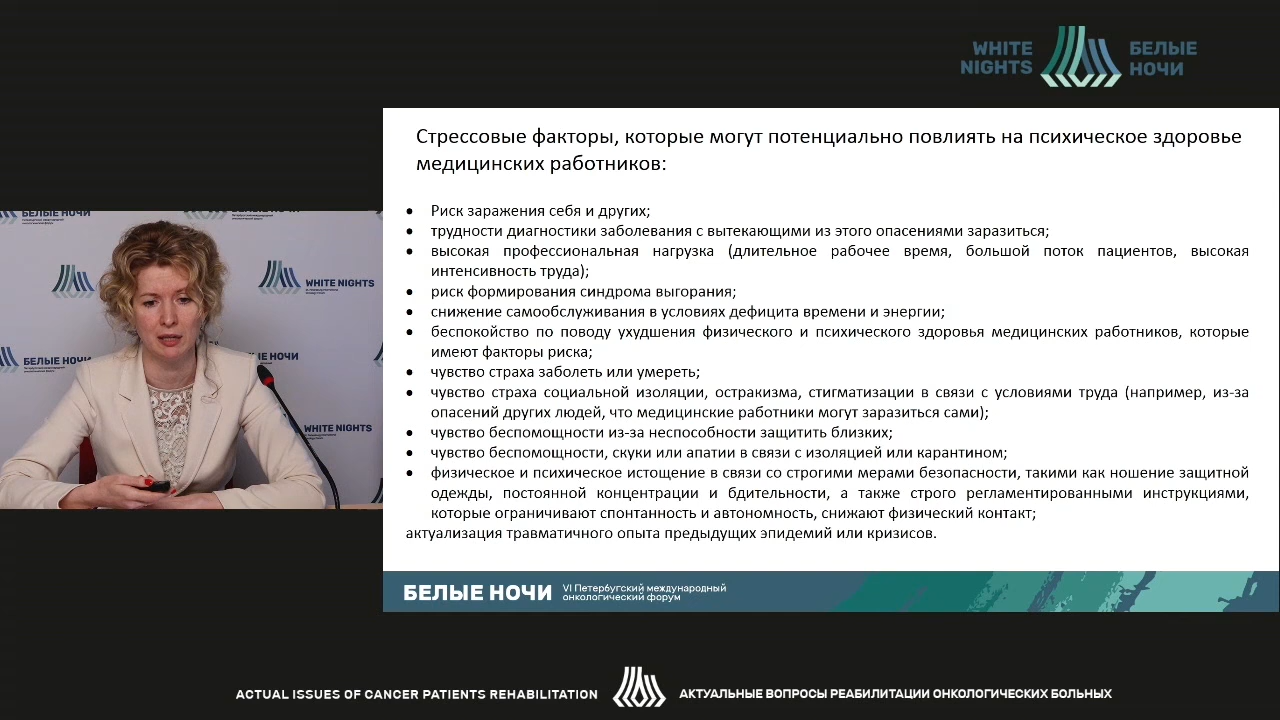 WHITE
NIGHTS
БЕЛЫЕ
НОЧИ
Стрессовые факторы, которые могут потенциально повлиять на психическое здоровье
медицинских работников:
• Риск заражения себя и других;
• трудности диагностики заболевания с вытекающими из этого опасениями заразиться;
• высокая профессиональная нагрузка (длительное рабочее время, большой поток пациентов, высокая
интенсивность труда);
• риск формирования синдрома выгорания;
• снижение самообслуживания в условиях дефицита времени и энергии;
• беспокойство по поводу ухудшения физического и психического здоровья медицинских работников, которые
имеют факторы риска;
• чувство страха заболеть или умереть;
• чувство страха социальной изоляции, остракизма, стигматизации в связи с условиями труда (например, из-за
опасений других людей, что медицинские работники могут заразиться сами);
• чувство беспомощности из-за неспособности защитить близких;
• чувство беспомощности, скуки или апатии в связи с изоляцией или карантином;
• физическое и психическое истощение в связи со строгими мерами безопасности, такими как ношение защитной
одежды, постоянной концентрации и бдительности, а также строго регламентированными инструкциями,
которые ограничивают спонтанность и автономность, снижают физический контакт;
актуализация травматичного опыта предыдущих эпидемий или кризисов.
БЕЛЫЕ НОЧИ
WHITE NIGHTS
БЕЛЫЕ НОЧИ
БЕЛЫЕ НОЧИ
WHITE NIGHTS
БЕЛЫЕ НОЧИ
VI Петербугский международный
онкологический форум
ACTUAL ISSUES OF CANCER PATIENTS REHABILITATION
АКТУАЛЬНЫЕ ВОПРОСЫ РЕАБИЛИТАЦИИ ОНКОЛОГИЧЕСКИХ БОЛЬНЫХ